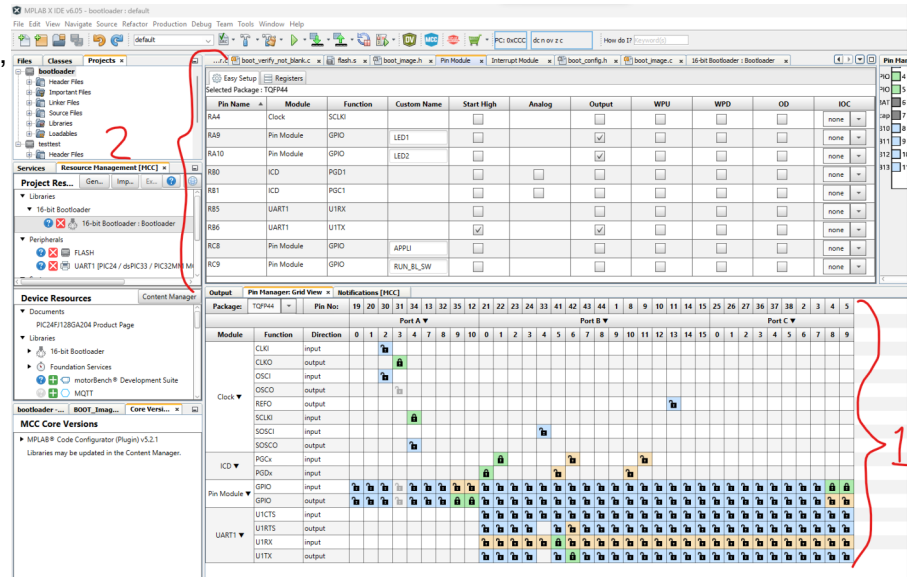 MPLAB X IDE v6.05 - bootloader : default
File Edit View Navigate Source Refactor Production Debug Team Tools Window Help
default
PC: 0xCCC
dc n ov z c
How do I?
Files Classes Projects
boot_verify_not_blank.c
flash.s
boot_image.h
Pin Module
Interrupt Module
boot_config.h
boot_image.c
16-bit Bootloader : Bootloader
bootloader
Header Files
Important Files
Linker Files
Source Files
Libraries
Loadables
testtest
Header Files
2
Services Resource Management [MCC]
Project Res... Gen... Imp... Ex...
Libraries
16-bit Bootloader
16-bit Bootloader : Bootloader
Peripherals
FLASH
UART1 [PIC24 / dsPIC33 / PIC32MM M
Device Resources Content Manager
Documents
PIC24FJ128GA204 Product Page
Libraries
16-bit Bootloader
Foundation Services
motorBench® Development Suite
MQTT
bootloader -... BOOT_Imag... Core Versi...
MCC Core Versions
MPLAB® Code Configurator (Plugin) v5.2.1
Libraries may be updated in the Content Manager.
Easy Setup Registers
Selected Package : TQFP44
Pin Name Module Function Custom Name Start High Analog Output WPU WPD OD IOC
RA4 Clock SCLKI none
RA9 Pin Module GPIO LED1 none
RA10 Pin Module GPIO LED2 none
RB0 ICD PGD1 none
RB1 ICD PGC1 none
RB5 UART1 U1RX none
RB6 UART1 U1TX none
RC8 Pin Module GPIO APPLI none
RC9 Pin Module GPIO RUN_BL_SW none
Output Pin Manager: Grid View Notifications [MCC]
Package: TQFP44 Pin No: 19 20 30 31 34 13 32 35 12 21 22 23 24 33 41 42 43 44 1 8 9 10 11 14 15 25 26 27 36 37 38 2 3 4 5
Port A Port B Port C
Module Function Direction 0 1 2 3 4 7 8 9 10 0 1 2 3 4 5 6 7 8 9 10 11 12 13 14 15 0 1 2 3 4 5 6 7 8 9
CLKI input
CLKO output
OSCI input
OSCO output
Clock REFO output
SCLKI input
SOSCI input
SOSCO output
ICD PGCx input
PGDx input
Pin Module GPIO input
GPIO output
U1CTS input
U1RTS output
UART1 U1RX input
U1TX output
1